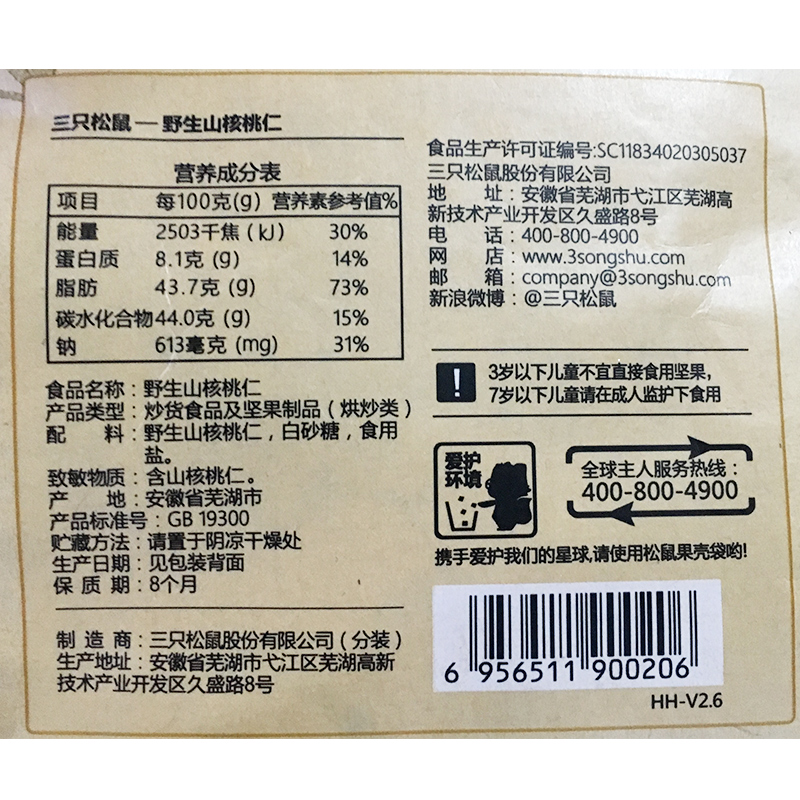 三只松鼠一野生山核桃仁
营养成分表
项目 每100克(g) 营养素参考值%
能量 2503千焦(kJ) 30%
蛋白质 8.1克(g) 14%
脂肪 43.7克(g) 73%
碳水化合物 44.0克(g) 15%
钠 613毫克(mg) 31%
食品名称:野生山核桃仁
产品类型:炒货食品及坚果制品(烘炒类)
配 料:野生山核桃仁,白砂糖,食用
盐。
致敏物质:含山核桃仁。
产 地:安徽省芜湖市
产品标准号:GB 19300
贮藏方法:请置于阴凉干燥处
生产日期:见包装背面
保 质 期:8个月
制 造 商:三只松鼠股份有限公司(分装)
生产地址:安徽省芜湖市弋江区芜湖高新
技术产业开发区久盛路8号
食品生产许可证编号:SC11834020305037
三只松鼠股份有限公司
地 址:安徽省芜湖市弋江区芜湖高
新技术产业开发区久盛路8号
电 话:400-800-4900
网 店:www.3songshu.com
邮 箱:company@3songshu.com
新浪微博:@三只松鼠
! 3岁以下儿童不宜直接食用坚果,
7岁以下儿童请在成人监护下食用
爱护
环境
全球主人服务热线:
400-800-4900
携手爱护我们的星球,请使用松鼠果壳袋哟!
6 956511 900206
HH-V2.6